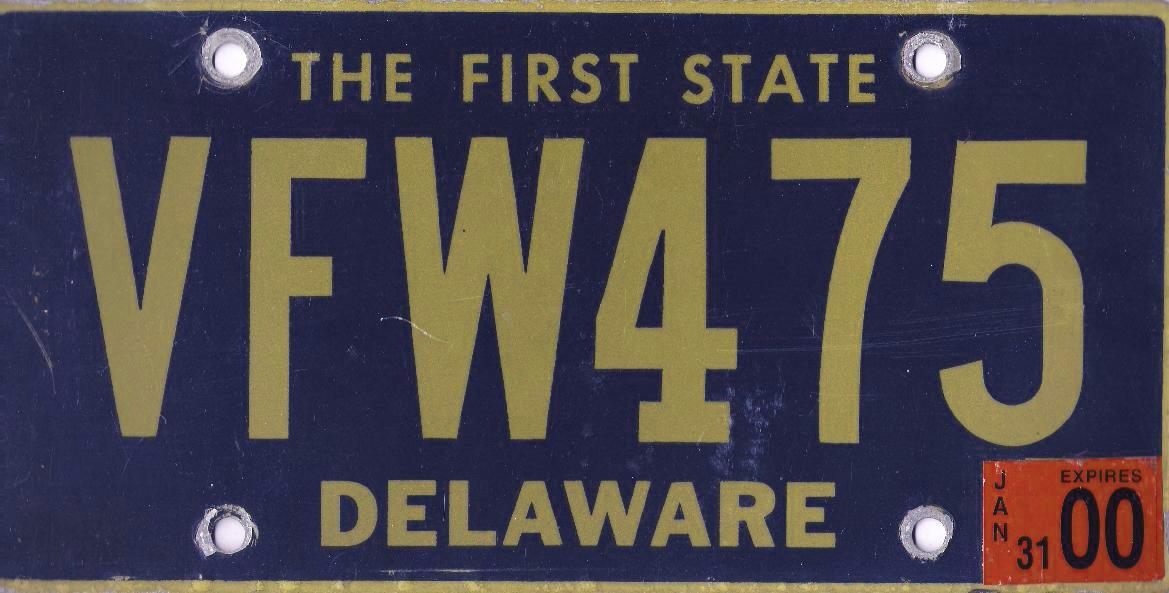 THE FIRST STATE
VFW475
DELAWARE
JAN EXPIRES
31 00